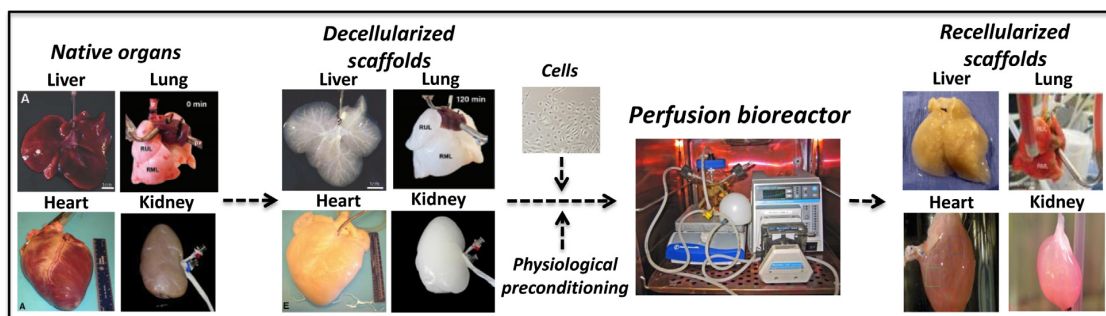 Native organs
Liver
Lung
A
0 min
RUL
RML
Heart
Kidney
A
Decellularized
scaffolds
Liver
Lung
120 min
RUL
RML
Heart
Kidney
E
Cells
Physiological
preconditioning
Perfusion bioreactor
Recellularized
scaffolds
Liver
Lung
RML
Heart
Kidney